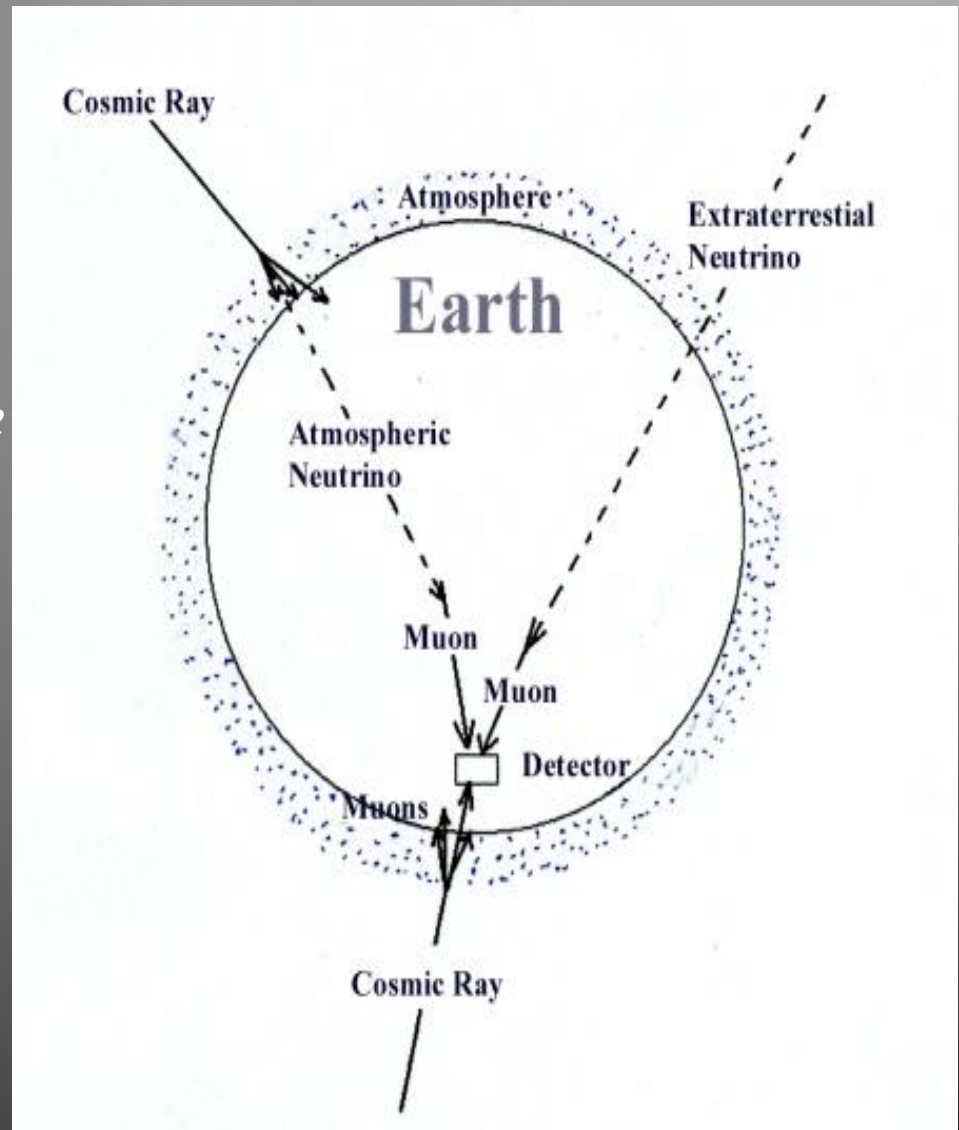 Cosmic Ray
Atmosphere
Extraterrestial
Neutrino
Earth
Atmospheric
Neutrino
Muon
Muon
Detector
Muons
Cosmic Ray